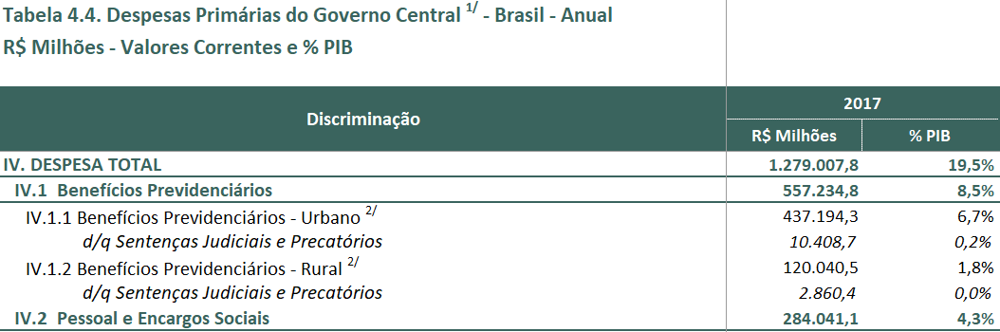 Tabela 4.4. Despesas Primárias do Governo Central 1/ - Brasil - Anual
R$ Milhões - Valores Correntes e % PIB
Discriminação 2017
R$ Milhões % PIB
IV. DESPESA TOTAL 1.279.007,8 19,5%
IV.1 Benefícios Previdenciários 557.234,8 8,5%
IV.1.1 Benefícios Previdenciários - Urbano 2/ 437.194,3 6,7%
d/q Sentenças Judiciais e Precatórios 10.408,7 0,2%
IV.1.2 Benefícios Previdenciários - Rural 2/ 120.040,5 1,8%
d/q Sentenças Judiciais e Precatórios 2.860,4 0,0%
IV.2 Pessoal e Encargos Sociais 284.041,1 4,3%